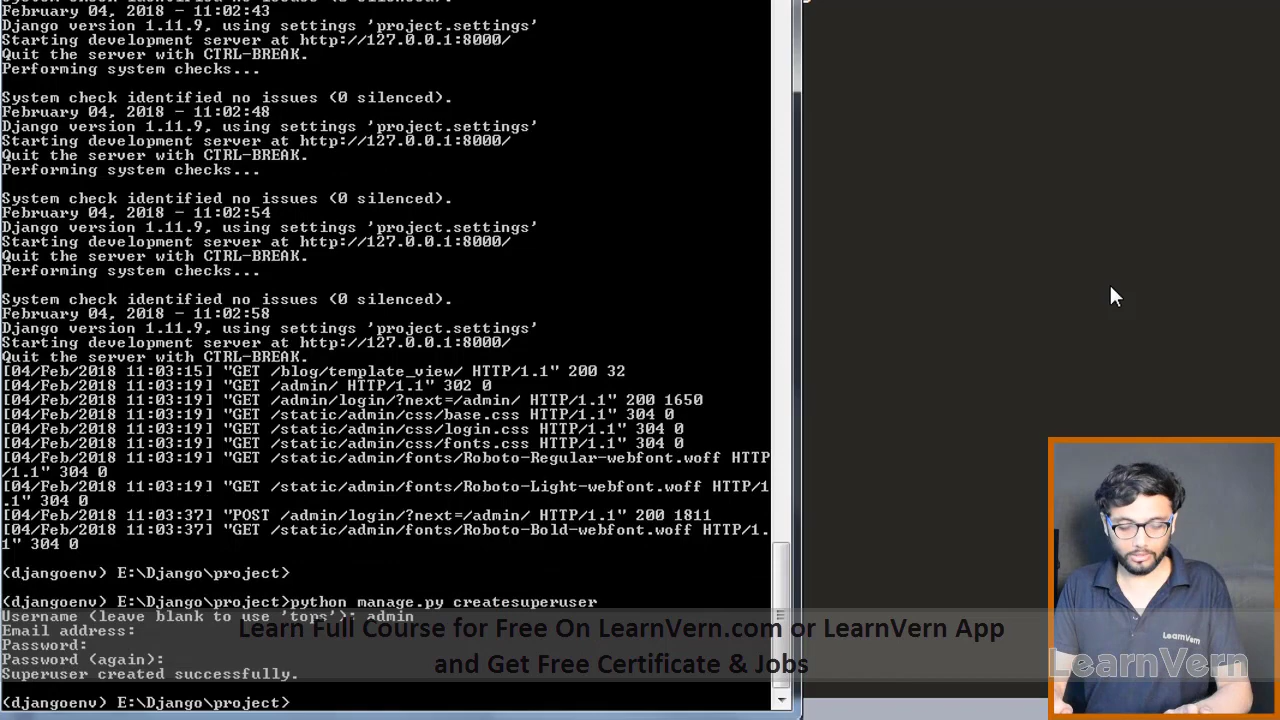 System check identified no issues (0 silenced).
February 04, 2018 - 11:02:43
Django version 1.11.9, using settings 'project.settings'
Starting development server at http://127.0.0.1:8000/
Quit the server with CTRL-BREAK.
Performing system checks...
System check identified no issues (0 silenced).
February 04, 2018 - 11:02:48
Django version 1.11.9, using settings 'project.settings'
Starting development server at http://127.0.0.1:8000/
Quit the server with CTRL-BREAK.
Performing system checks...
System check identified no issues (0 silenced).
February 04, 2018 - 11:02:54
Django version 1.11.9, using settings 'project.settings'
Starting development server at http://127.0.0.1:8000/
Quit the server with CTRL-BREAK.
Performing system checks...
System check identified no issues (0 silenced).
February 04, 2018 - 11:02:58
Django version 1.11.9, using settings 'project.settings'
Starting development server at http://127.0.0.1:8000/
Quit the server with CTRL-BREAK.
[04/Feb/2018 11:03:15] "GET /blog/template_view/ HTTP/1.1" 200 32
[04/Feb/2018 11:03:19] "GET /admin/ HTTP/1.1" 302 0
[04/Feb/2018 11:03:19] "GET /admin/login/?next=/admin/ HTTP/1.1" 200 1650
[04/Feb/2018 11:03:19] "GET /static/admin/css/base.css HTTP/1.1" 304 0
[04/Feb/2018 11:03:19] "GET /static/admin/css/login.css HTTP/1.1" 304 0
[04/Feb/2018 11:03:19] "GET /static/admin/css/fonts.css HTTP/1.1" 304 0
[04/Feb/2018 11:03:19] "GET /static/admin/fonts/Roboto-Regular-webfont.woff HTTP
/1.1" 304 0
[04/Feb/2018 11:03:19] "GET /static/admin/fonts/Roboto-Light-webfont.woff HTTP/1
.1" 304 0
[04/Feb/2018 11:03:37] "POST /admin/login/?next=/admin/ HTTP/1.1" 200 1811
[04/Feb/2018 11:03:37] "GET /static/admin/fonts/Roboto-Bold-webfont.woff HTTP/1.
1" 304 0
(djangoenv) E:\Django\project>
(djangoenv) E:\Django\project>python manage.py createsuperuser
Username (leave blank to use 'tops'): admin
Email address:
Password:
Password (again):
Superuser created successfully.
(djangoenv) E:\Django\project>
Learn Full Course for Free On LearnVern.com or LearnVern App
and Get Free Certificate & Jobs
LearnVern
LearnVern